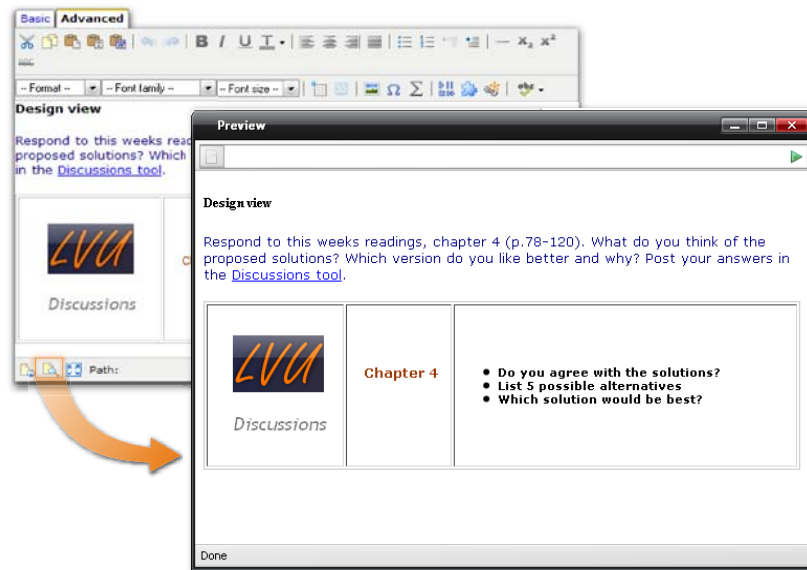 Basic Advanced
B I U T
x₂ x²
ABC
-- Format -- -- Font family -- -- Font size -- Ω Σ
Design view
Respond to this weeks read
proposed solutions? Which
in the Discussions tool.
LVU
Discussions
Path:
Preview
Design view
Respond to this weeks readings, chapter 4 (p.78-120). What do you think of the
proposed solutions? Which version do you like better and why? Post your answers in
the Discussions tool.
LVU
Discussions
Chapter 4
• Do you agree with the solutions?
• List 5 possible alternatives
• Which solution would be best?
Done